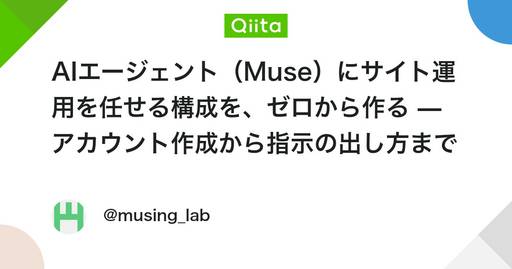 Qiita
AIエージェント（Muse）にサイト運
用を任せる構成を、ゼロから作る —
アカウント作成から指示の出し方まで
@musing_lab